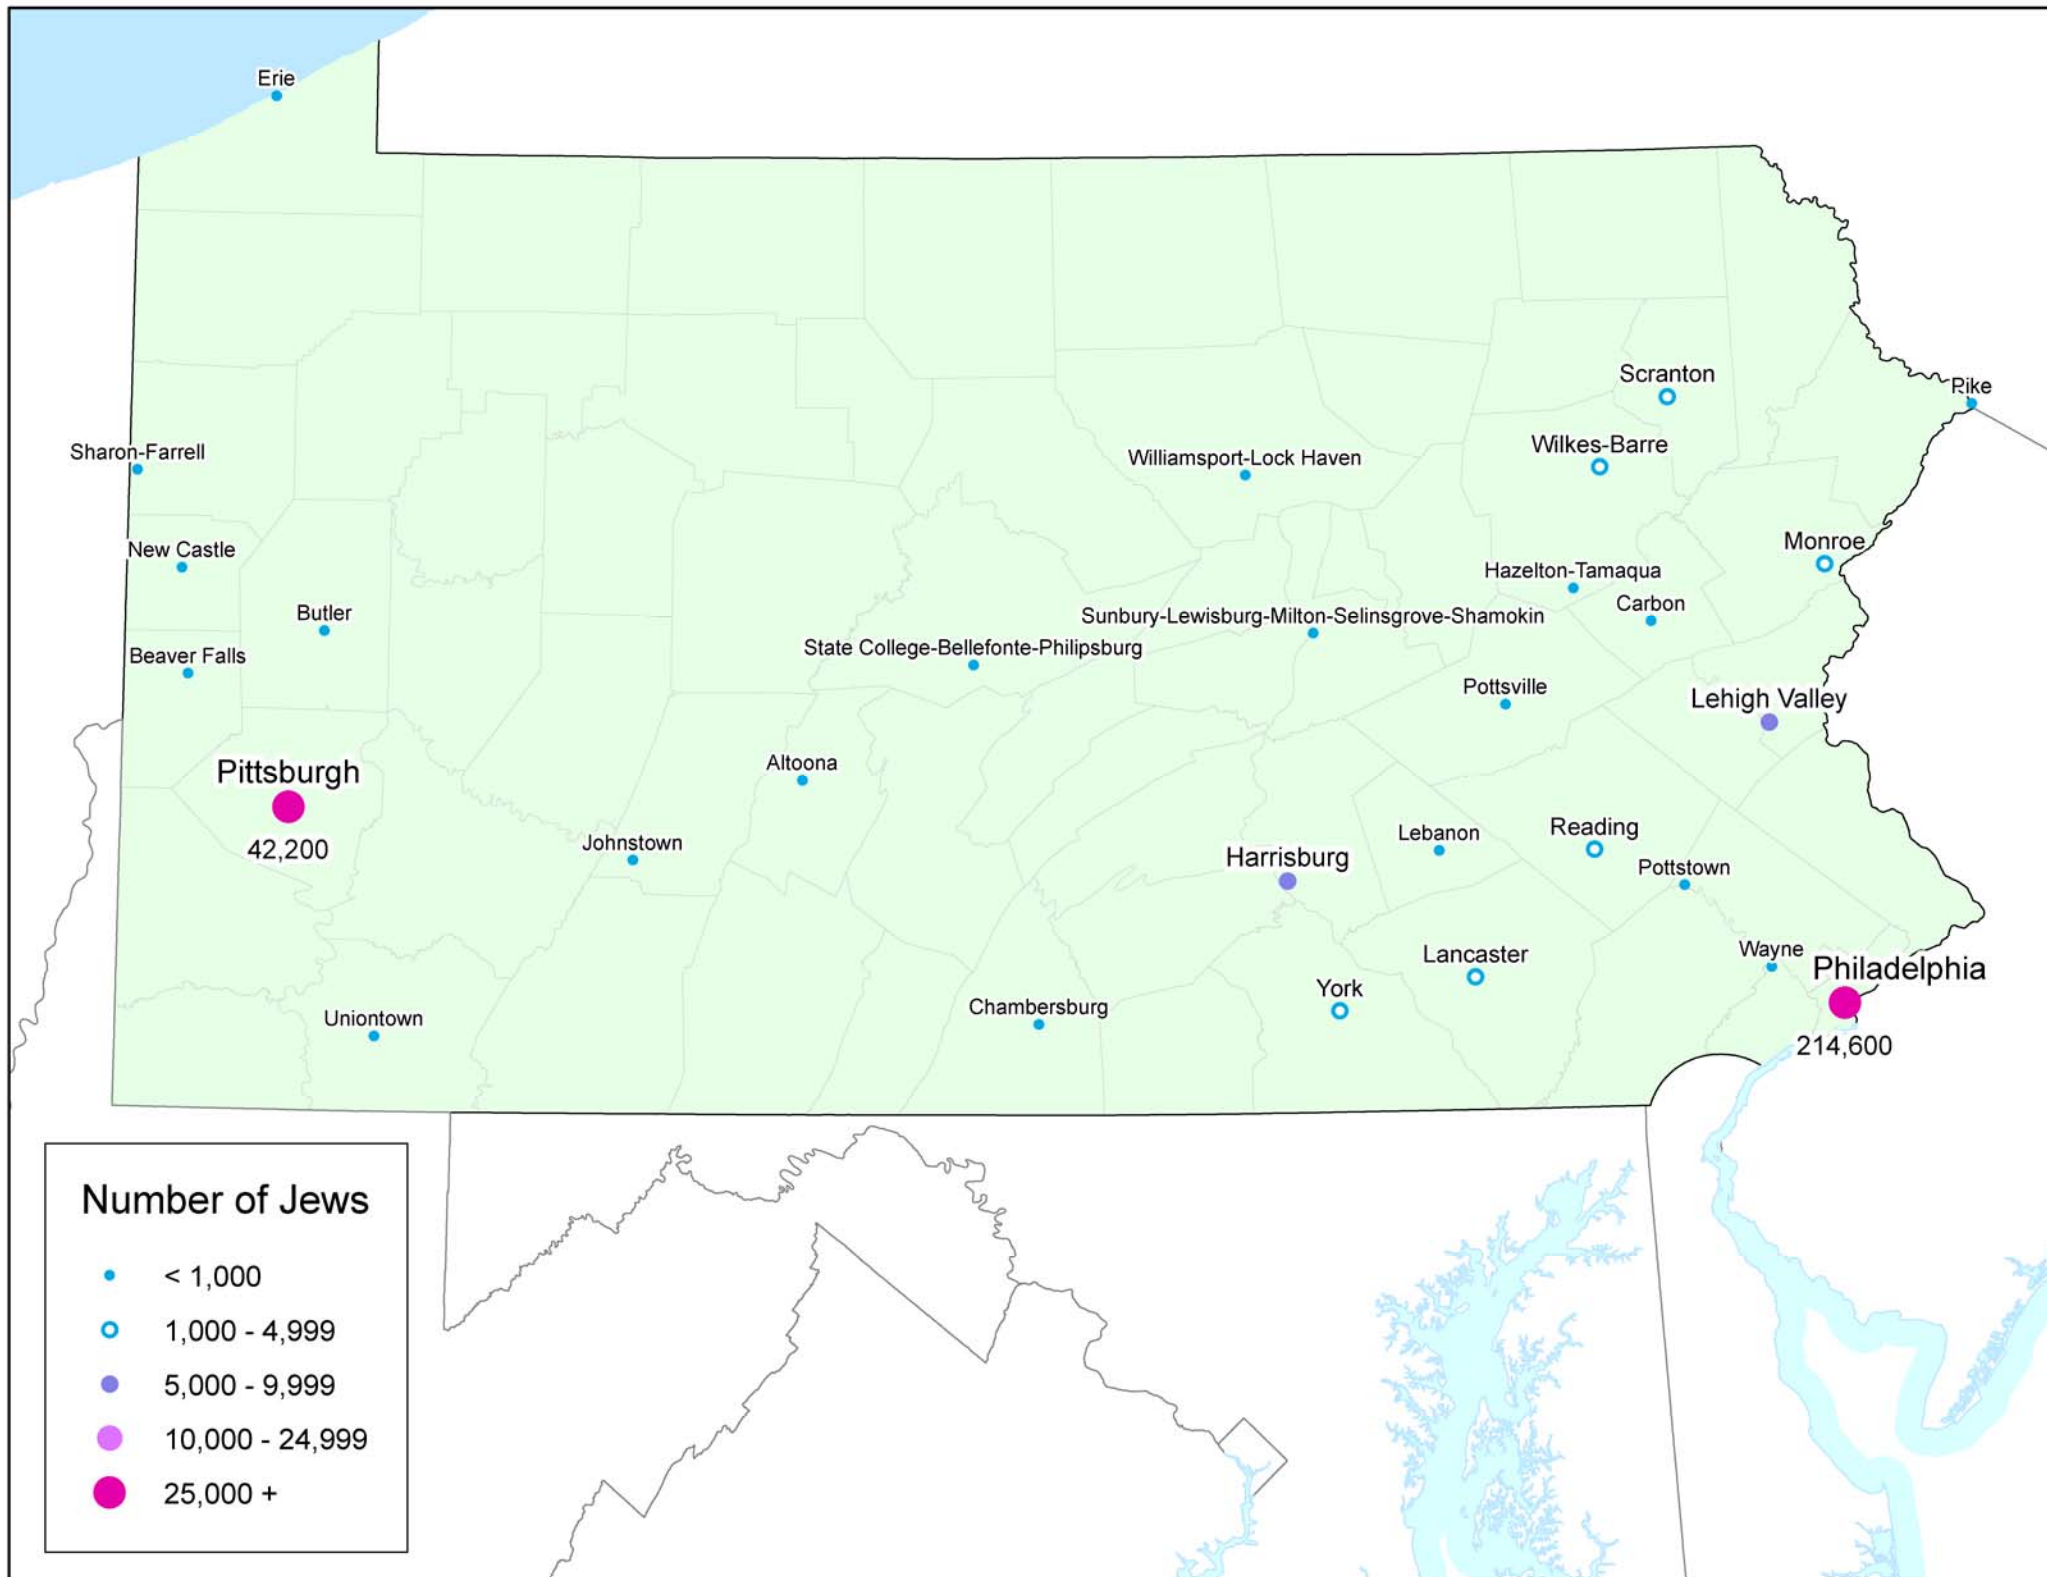 Erie
Scranton
Pike
Wilkes-Barre
Sharon-Farrell
Williamsport-Lock Haven
Monroe
New Castle
Hazelton-Tamaqua
Carbon
Butler
Sunbury-Lewisburg-Milton-Selinsgrove-Shamokin
State College-Bellefonte-Philipsburg
Beaver Falls
Pottsville
Lehigh Valley
Pittsburgh
42,200
Altoona
Johnstown
Harrisburg
Lebanon
Reading
Pottstown
Wayne
Lancaster
Philadelphia
214,600
York
Chambersburg
Uniontown
Number of Jews
< 1,000
1,000 - 4,999
5,000 - 9,999
10,000 - 24,999
25,000 +